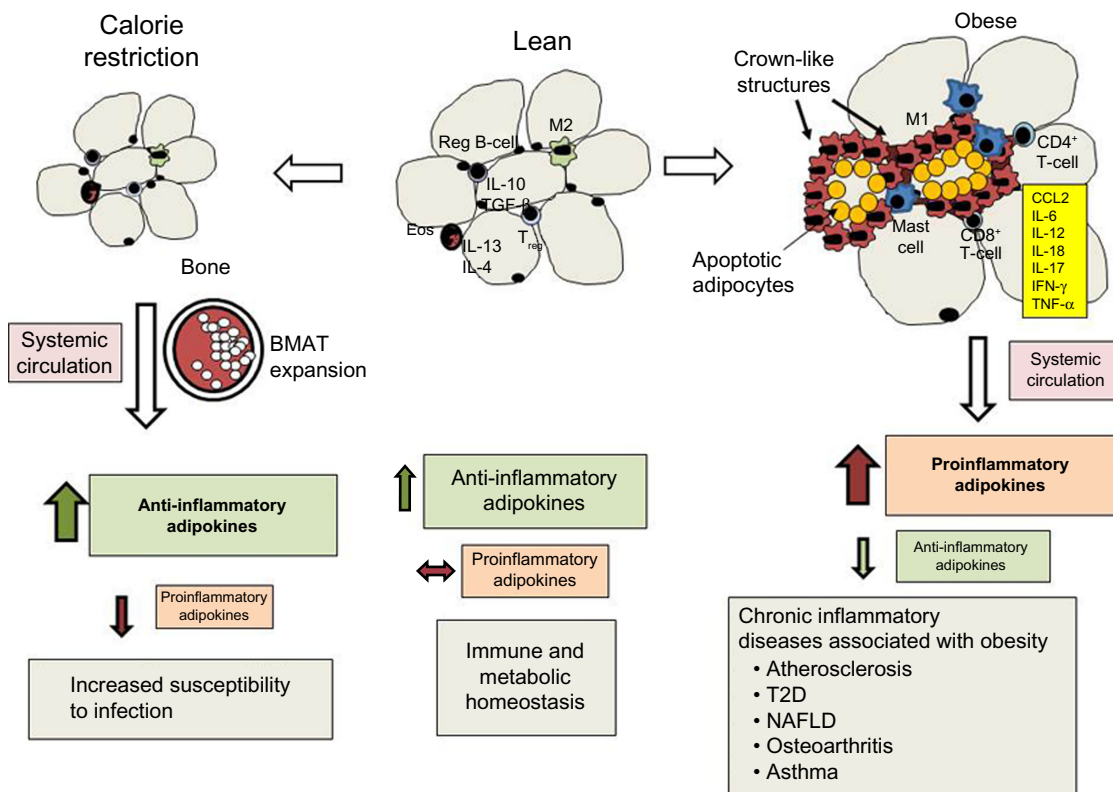 Calorie
restriction
Lean
Obese
Crown-like
structures
M1
M2
Reg B-cell
CD4⁺
T-cell
IL-10
TGF-β
Eos
IL-13
IL-4
T_reg
Mast
cell
CD8⁺
T-cell
CCL2
IL-6
IL-12
IL-18
IL-17
IFN-γ
TNF-α
Apoptotic
adipocytes
Bone
Systemic
circulation
BMAT
expansion
Systemic
circulation
Anti-inflammatory
adipokines
Proinflammatory
adipokines
Increased susceptibility
to infection
Anti-inflammatory
adipokines
Proinflammatory
adipokines
Immune and
metabolic
homeostasis
Proinflammatory
adipokines
Anti-inflammatory
adipokines
Chronic inflammatory
diseases associated with obesity
• Atherosclerosis
• T2D
• NAFLD
• Osteoarthritis
• Asthma